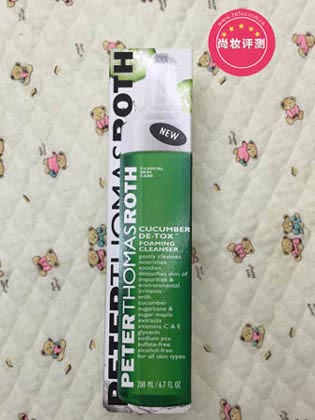 尚妆评测
PETERTHOMASROTH
NEW
CLINICAL
SKIN
CARE
PETERTHOMASROTH
CUCUMBER
DE-TOX™
FOAMING
CLEANSER
gently cleanses
nourishes
soothes
detoxifies skin of
impurities &
environmental
irritants
with
cucumber
sugarcane &
sugar maple
extracts
vitamins C & E
glycerin
sodium pca
sulfate-free
alcohol-free
for all skin types
200 ML / 6.7 FL OZ